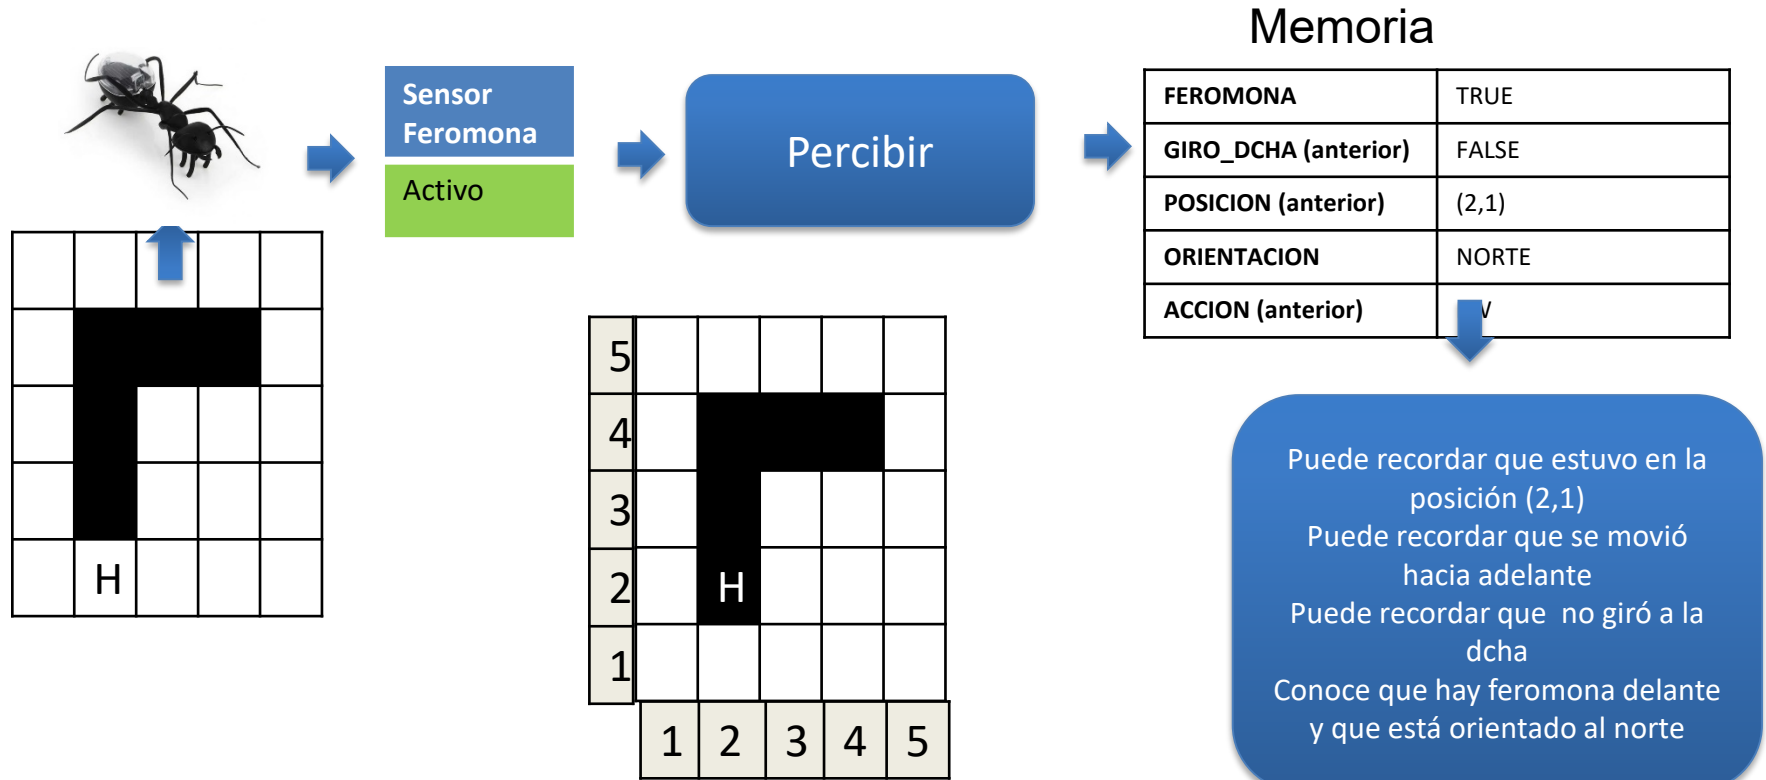 Memoria
Sensor
Feromona
Activo
Percibir
FEROMONA TRUE
GIRO_DCHA (anterior) FALSE
POSICION (anterior) (2,1)
ORIENTACION NORTE
ACCION (anterior)
H
5
4
3
2 H
1
1 2 3 4 5
Puede recordar que estuvo en la
posición (2,1)
Puede recordar que se movió
hacia adelante
Puede recordar que no giró a la
dcha
Conoce que hay feromona delante
y que está orientado al norte